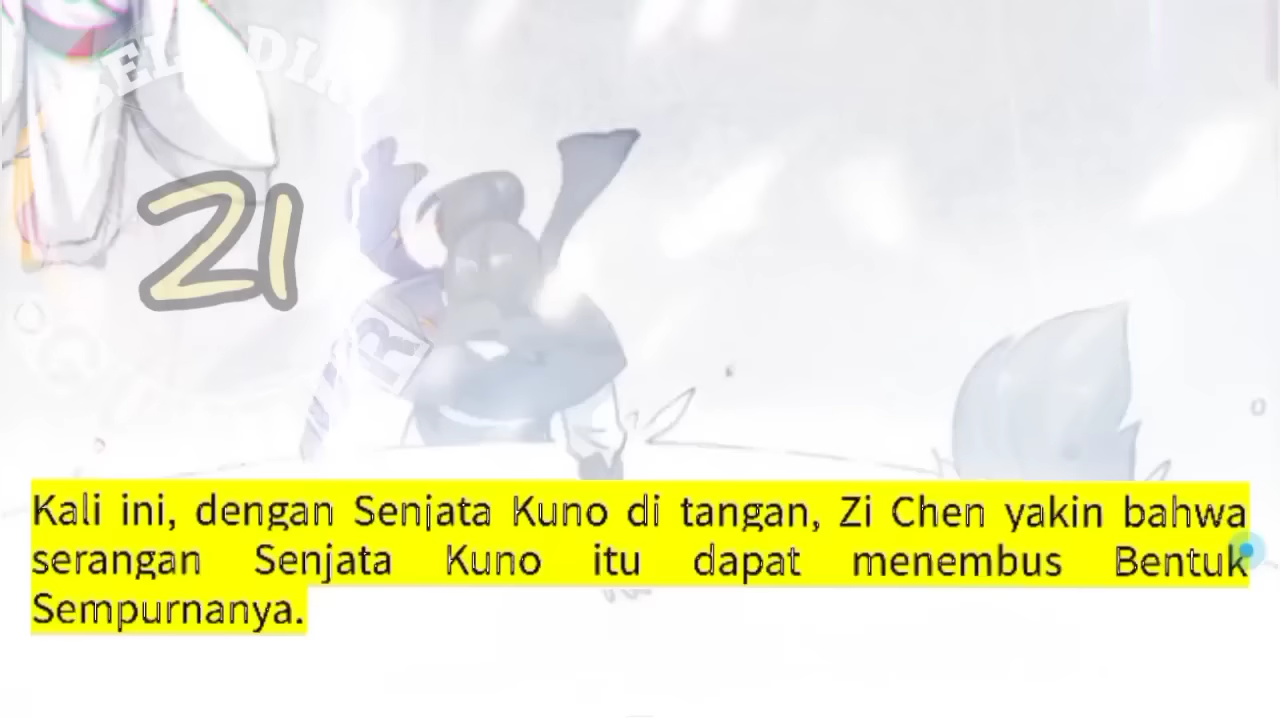 ZI
Kali ini, dengan Senjata Kuno di tangan, Zi Chen yakin bahwa
serangan Senjata Kuno itu dapat menembus Bentuk
Sempurnanya.